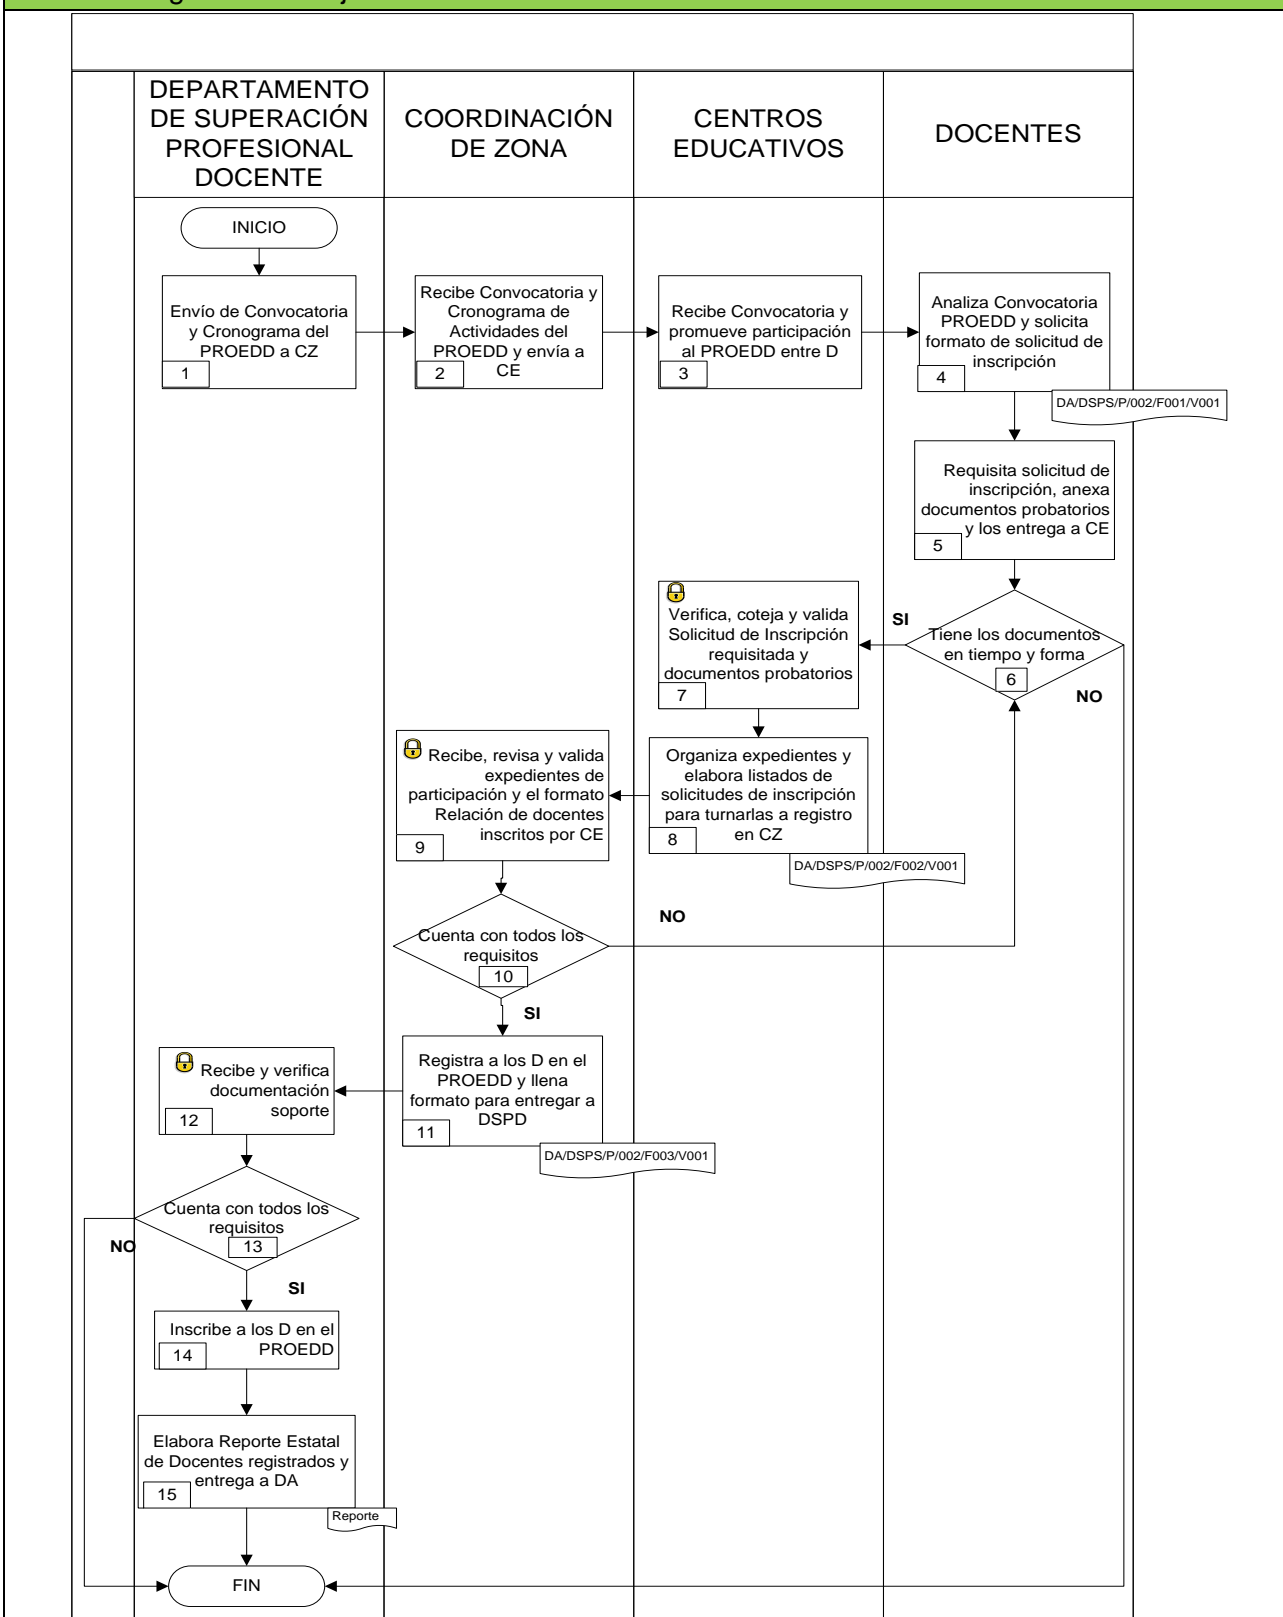 DEPARTAMENTO
DE SUPERACIÓN
PROFESIONAL
DOCENTE
COORDINACIÓN
DE ZONA
CENTROS
EDUCATIVOS
DOCENTES
INICIO
Envío de Convocatoria
y Cronograma del
PROEDD a CZ
1
Recibe Convocatoria y
Cronograma de
Actividades del
PROEDD y envía a
CE
2
Recibe Convocatoria y
promueve participación
al PROEDD entre D
3
Analiza Convocatoria
PROEDD y solicita
formato de solicitud de
inscripción
4
DA/DSPS/P/002/F001/V001
Requisita solicitud de
inscripción, anexa
documentos probatorios
y los entrega a CE
5
Tiene los documentos
en tiempo y forma
6
SI
NO
Verifica, coteja y valida
Solicitud de Inscripción
requisitada y
documentos probatorios
7
Organiza expedientes y
elabora listados de
solicitudes de inscripción
para turnarlas a registro
en CZ
8
DA/DSPS/P/002/F002/V001
Recibe, revisa y valida
expedientes de
participación y el formato
Relación de docentes
inscritos por CE
9
Cuenta con todos los
requisitos
10
NO
SI
Registra a los D en el
PROEDD y llena
formato para entregar a
DSPD
11
DA/DSPS/P/002/F003/V001
Recibe y verifica
documentación
soporte
12
Cuenta con todos los
requisitos
13
NO
SI
Inscribe a los D en el
PROEDD
14
Elabora Reporte Estatal
de Docentes registrados y
entrega a DA
15
Reporte
FIN